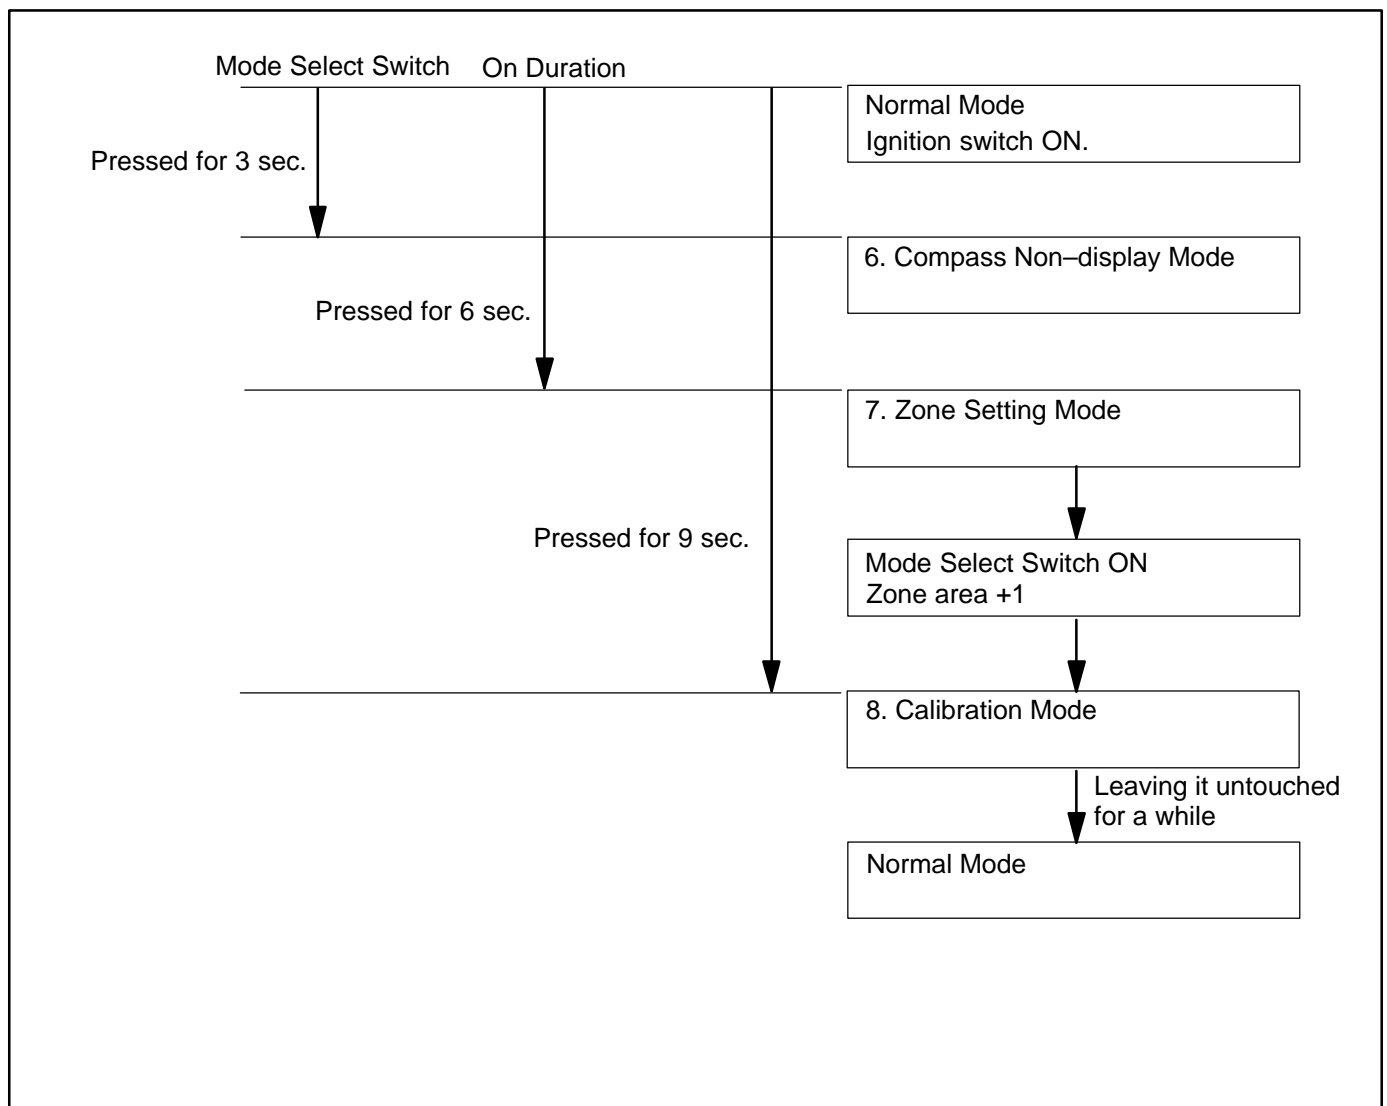 Mode Select Switch On Duration
Normal Mode
Ignition switch ON.
Pressed for 3 sec.
6. Compass Non–display Mode
Pressed for 6 sec.
7. Zone Setting Mode
Pressed for 9 sec.
Mode Select Switch ON
Zone area +1
8. Calibration Mode
Leaving it untouched
for a while
Normal Mode